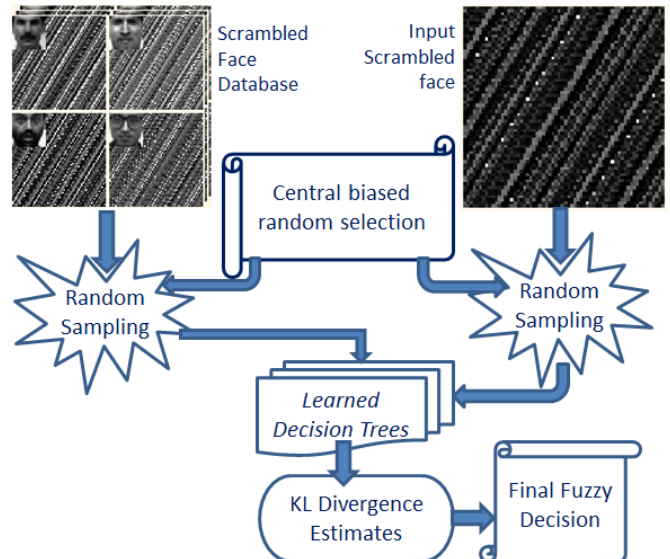 Scrambled
Face
Database
Input
Scrambled
face
Central biased
random selection
Random
Sampling
Random
Sampling
Learned
Decision Trees
KL Divergence
Estimates
Final Fuzzy
Decision